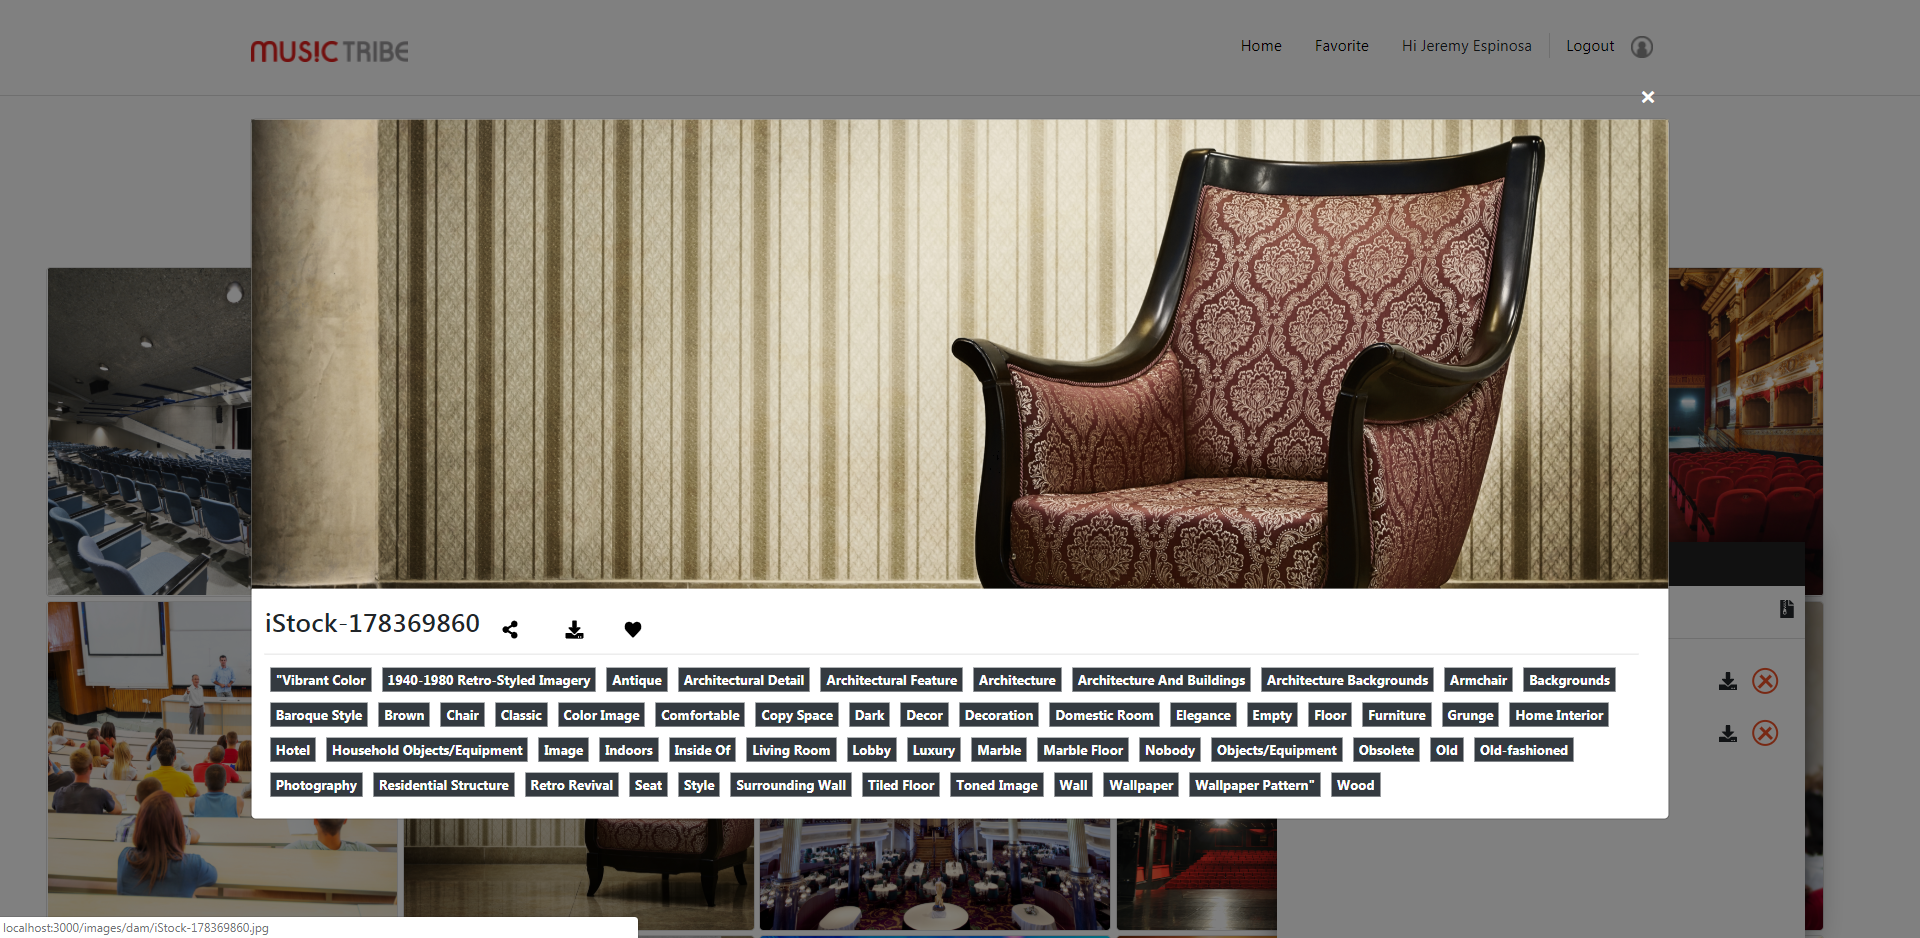 MUSIC TRIBE
Home Favorite Hi Jeremy Espinosa Logout
×
iStock-178369860
"Vibrant Color 1940-1980 Retro-Styled Imagery Antique Architectural Detail Architectural Feature Architecture Architecture And Buildings Architecture Backgrounds Armchair Backgrounds
Baroque Style Brown Chair Classic Color Image Comfortable Copy Space Dark Decor Decoration Domestic Room Elegance Empty Floor Furniture Grunge Home Interior
Hotel Household Objects/Equipment Image Indoors Inside Of Living Room Lobby Luxury Marble Marble Floor Nobody Objects/Equipment Obsolete Old Old-fashioned
Photography Residential Structure Retro Revival Seat Style Surrounding Wall Tiled Floor Toned Image Wall Wallpaper Wallpaper Pattern" Wood
localhost:3000/images/dam/iStock-178369860.jpg